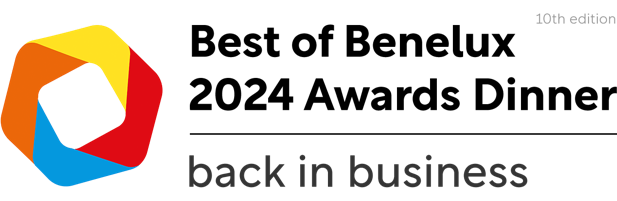 10th edition
Best of Benelux
2024 Awards Dinner
back in business